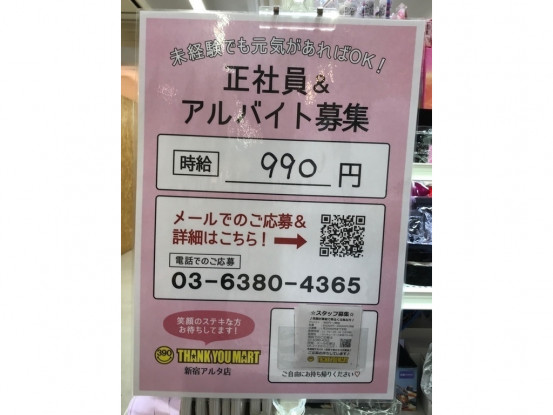 未経験でも元気があればOK！
正社員&
アルバイト募集
時給 990 円
メールでのご応募&
詳細はこちら！
電話でのご応募
03-6380-4365
笑顔のステキな方
お待ちしてます！
390 THANK YOU MART
新宿アルタ店
☆スタッフ募集☆
ご自由にお持ち帰りください♡